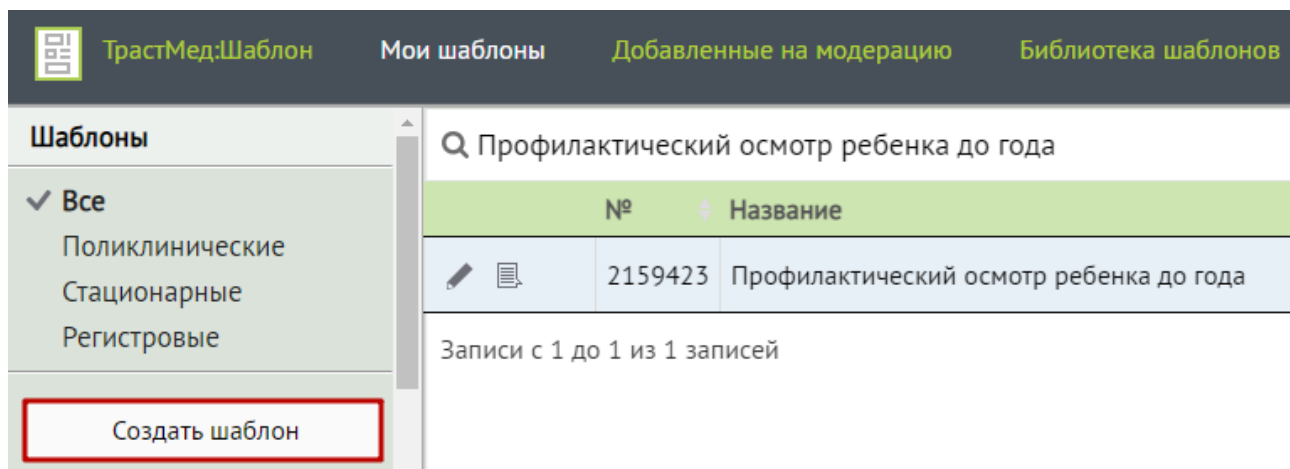 ТрастМед:Шаблон Мои шаблоны Добавленные на модерацию Библиотека шаблонов
Шаблоны
Все
Поликлинические
Стационарные
Регистровые
Создать шаблон
Профилактический осмотр ребенка до года
№ Название
2159423 Профилактический осмотр ребенка до года
Записи с 1 до 1 из 1 записей